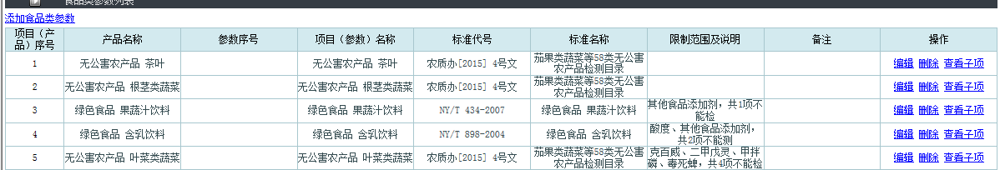 食品类参数列表
添加食品类参数
项目（产品）序号 产品名称 参数序号 项目（参数）名称 标准代号 标准名称 限制范围及说明 备注 操作
1 无公害农产品 茶叶 无公害农产品 茶叶 农质办[2015] 4号文 茄果类蔬菜等58类无公害农产品检测目录 编辑 删除 查看子项
2 无公害农产品 根茎类蔬菜 无公害农产品 根茎类蔬菜 农质办[2015] 4号文 茄果类蔬菜等58类无公害农产品检测目录 编辑 删除 查看子项
3 绿色食品 果蔬汁饮料 绿色食品 果蔬汁饮料 NY/T 434-2007 绿色食品 果蔬汁饮料 其他食品添加剂，共1项不能检 编辑 删除 查看子项
4 绿色食品 含乳饮料 绿色食品 含乳饮料 NY/T 898-2004 绿色食品 含乳饮料 酸度、其他食品添加剂，共2项不能测 编辑 删除 查看子项
5 无公害农产品 叶菜类蔬菜 无公害农产品 叶菜类蔬菜 农质办[2015] 4号文 茄果类蔬菜等58类无公害农产品检测目录 克百威、二甲戊灵、甲拌磷、毒死蜱，共4项不能检 编辑 删除 查看子项